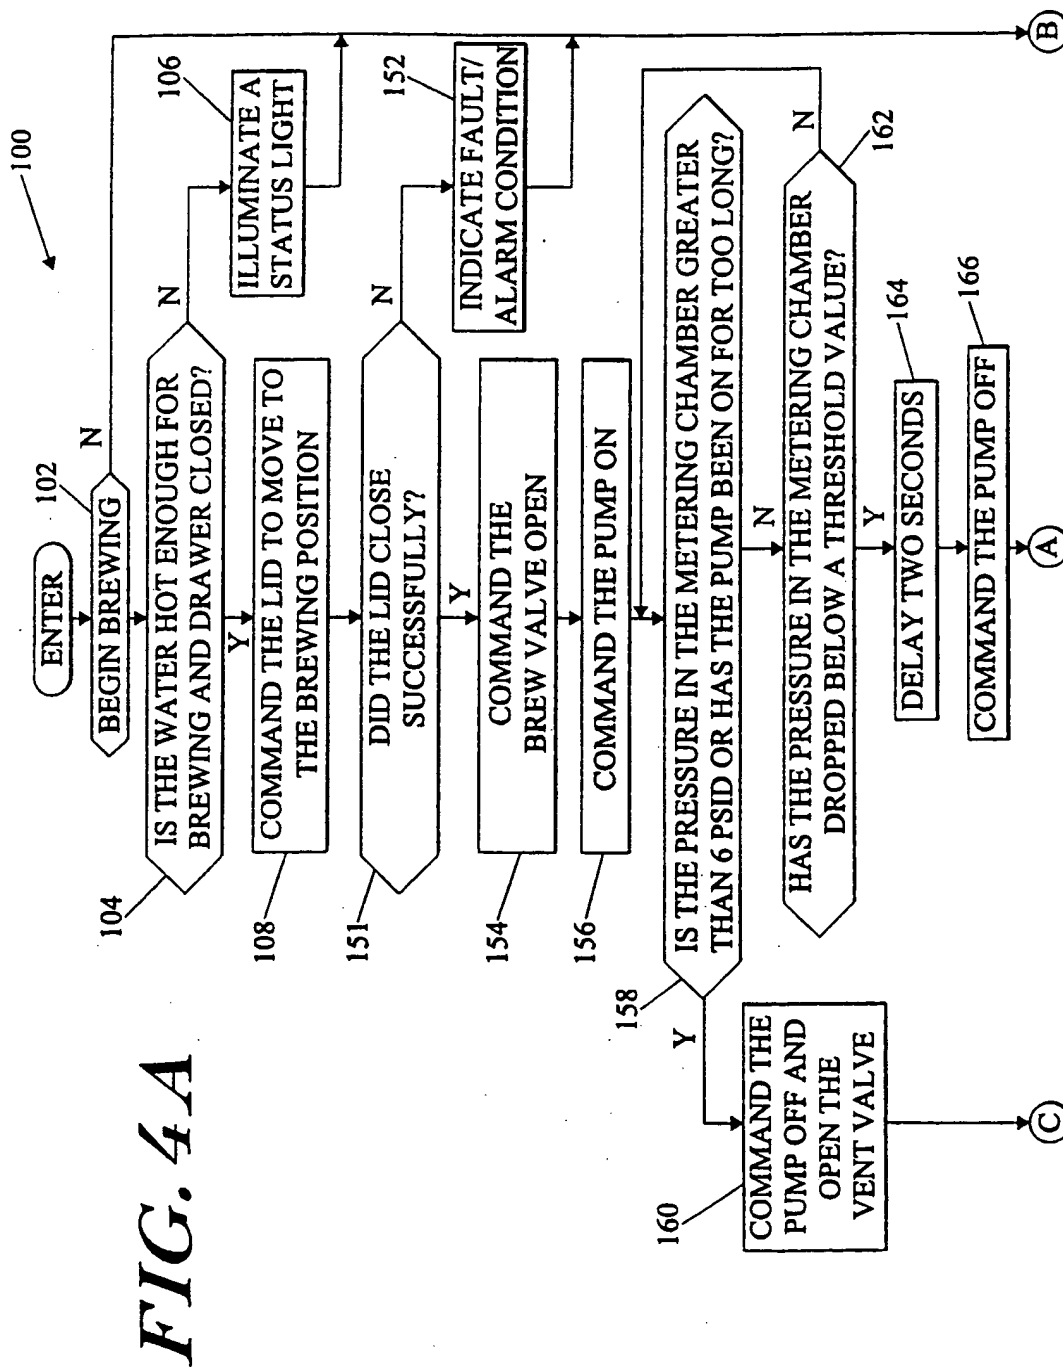 FIG. 4A
100
ENTER
102
BEGIN BREWING
N
104
IS THE WATER HOT ENOUGH FOR
BREWING AND DRAWER CLOSED?
N
Y
106
ILLUMINATE A
STATUS LIGHT
108
COMMAND THE LID TO MOVE TO
THE BREWING POSITION
151
DID THE LID CLOSE
SUCCESSFULLY?
N
Y
152
INDICATE FAULT/
ALARM CONDITION
154
COMMAND THE
BREW VALVE OPEN
156
COMMAND THE PUMP ON
158
IS THE PRESSURE IN THE METERING CHAMBER GREATER
THAN 6 PSID OR HAS THE PUMP BEEN ON FOR TOO LONG?
Y
N
160
COMMAND THE
PUMP OFF AND
OPEN THE
VENT VALVE
162
HAS THE PRESSURE IN THE METERING CHAMBER
DROPPED BELOW A THRESHOLD VALUE?
N
Y
164
DELAY TWO SECONDS
166
COMMAND THE PUMP OFF
C
A
B